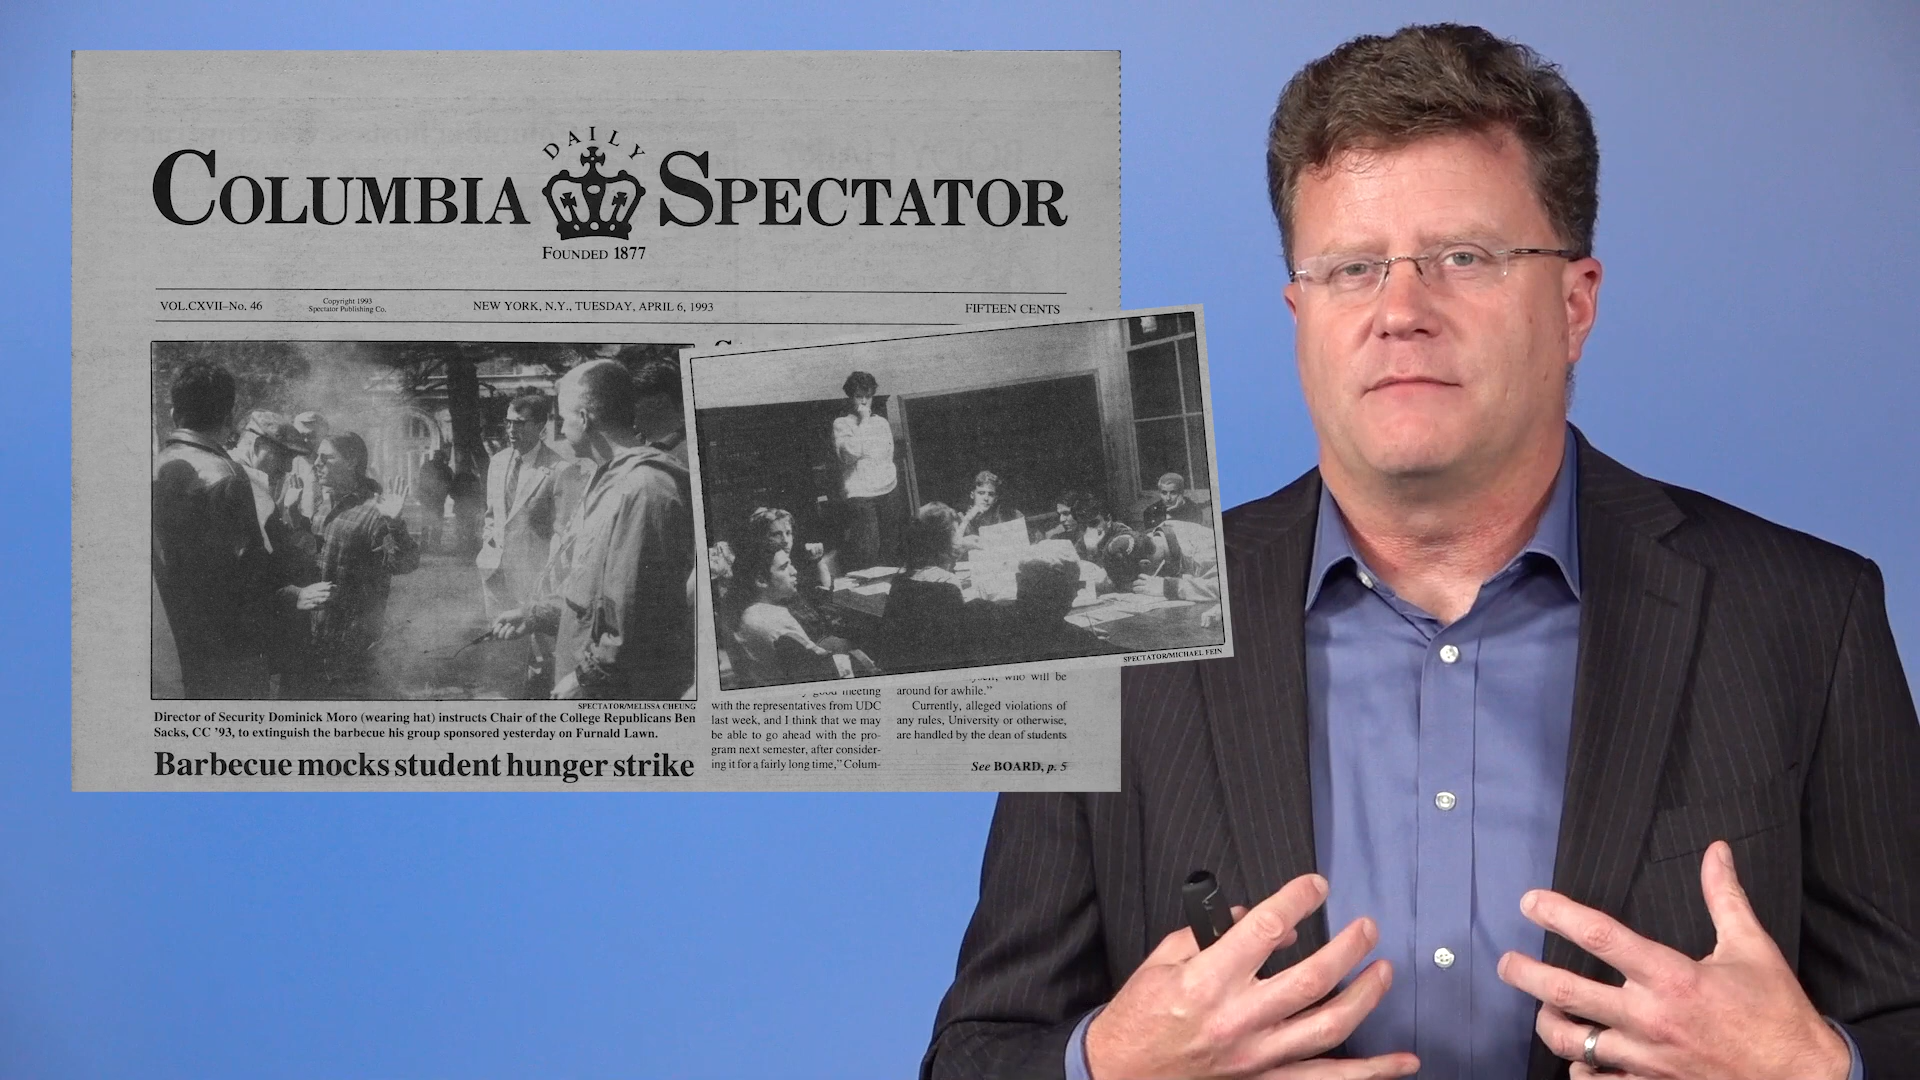 DAILY
COLUMBIA SPECTATOR
FOUNDED 1877
VOL.CXVII–No. 46
Copyright 1993
Spectator Publishing Co.
NEW YORK, N.Y., TUESDAY, APRIL 6, 1993
FIFTEEN CENTS
SPECTATOR/MELISSA CHEUNG
Director of Security Dominick Moro (wearing hat) instructs Chair of the College Republicans Ben
Sacks, CC '93, to extinguish the barbecue his group sponsored yesterday on Furnald Lawn.
Barbecue mocks student hunger strike
SPECTATOR/MICHAEL FEIN
good meeting
with the representatives from UDC
last week, and I think that we may
be able to go ahead with the pro-
gram next semester, after consider-
ing it for a fairly long time," Colum-
who will be
around for awhile."
Currently, alleged violations of
any rules, University or otherwise,
are handled by the dean of students
See BOARD, p. 5